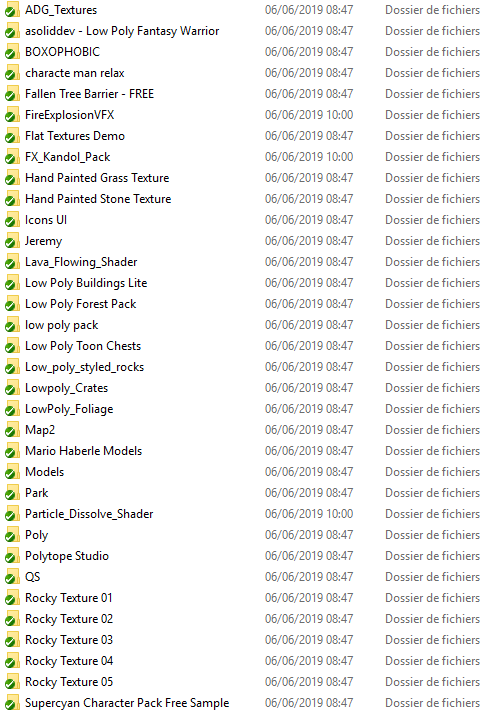 ADG_Textures 06/06/2019 08:47 Dossier de fichiers
asoliddev - Low Poly Fantasy Warrior 06/06/2019 08:47 Dossier de fichiers
BOXOPHOBIC 06/06/2019 08:47 Dossier de fichiers
characte man relax 06/06/2019 08:47 Dossier de fichiers
Fallen Tree Barrier - FREE 06/06/2019 08:47 Dossier de fichiers
FireExplosionVFX 06/06/2019 10:00 Dossier de fichiers
Flat Textures Demo 06/06/2019 08:47 Dossier de fichiers
FX_Kandol_Pack 06/06/2019 10:00 Dossier de fichiers
Hand Painted Grass Texture 06/06/2019 08:47 Dossier de fichiers
Hand Painted Stone Texture 06/06/2019 08:47 Dossier de fichiers
Icons UI 06/06/2019 08:47 Dossier de fichiers
Jeremy 06/06/2019 08:47 Dossier de fichiers
Lava_Flowing_Shader 06/06/2019 08:47 Dossier de fichiers
Low Poly Buildings Lite 06/06/2019 08:47 Dossier de fichiers
Low Poly Forest Pack 06/06/2019 08:47 Dossier de fichiers
low poly pack 06/06/2019 08:47 Dossier de fichiers
Low Poly Toon Chests 06/06/2019 08:47 Dossier de fichiers
Low_poly_styled_rocks 06/06/2019 08:47 Dossier de fichiers
Lowpoly_Crates 06/06/2019 08:47 Dossier de fichiers
LowPoly_Foliage 06/06/2019 08:47 Dossier de fichiers
Map2 06/06/2019 08:47 Dossier de fichiers
Mario Haberle Models 06/06/2019 08:47 Dossier de fichiers
Models 06/06/2019 08:47 Dossier de fichiers
Park 06/06/2019 08:47 Dossier de fichiers
Particle_Dissolve_Shader 06/06/2019 10:00 Dossier de fichiers
Poly 06/06/2019 08:47 Dossier de fichiers
Polytope Studio 06/06/2019 08:47 Dossier de fichiers
QS 06/06/2019 08:47 Dossier de fichiers
Rocky Texture 01 06/06/2019 08:47 Dossier de fichiers
Rocky Texture 02 06/06/2019 08:47 Dossier de fichiers
Rocky Texture 03 06/06/2019 08:47 Dossier de fichiers
Rocky Texture 04 06/06/2019 08:47 Dossier de fichiers
Rocky Texture 05 06/06/2019 08:47 Dossier de fichiers
Supercyan Character Pack Free Sample 06/06/2019 08:47 Dossier de fichiers